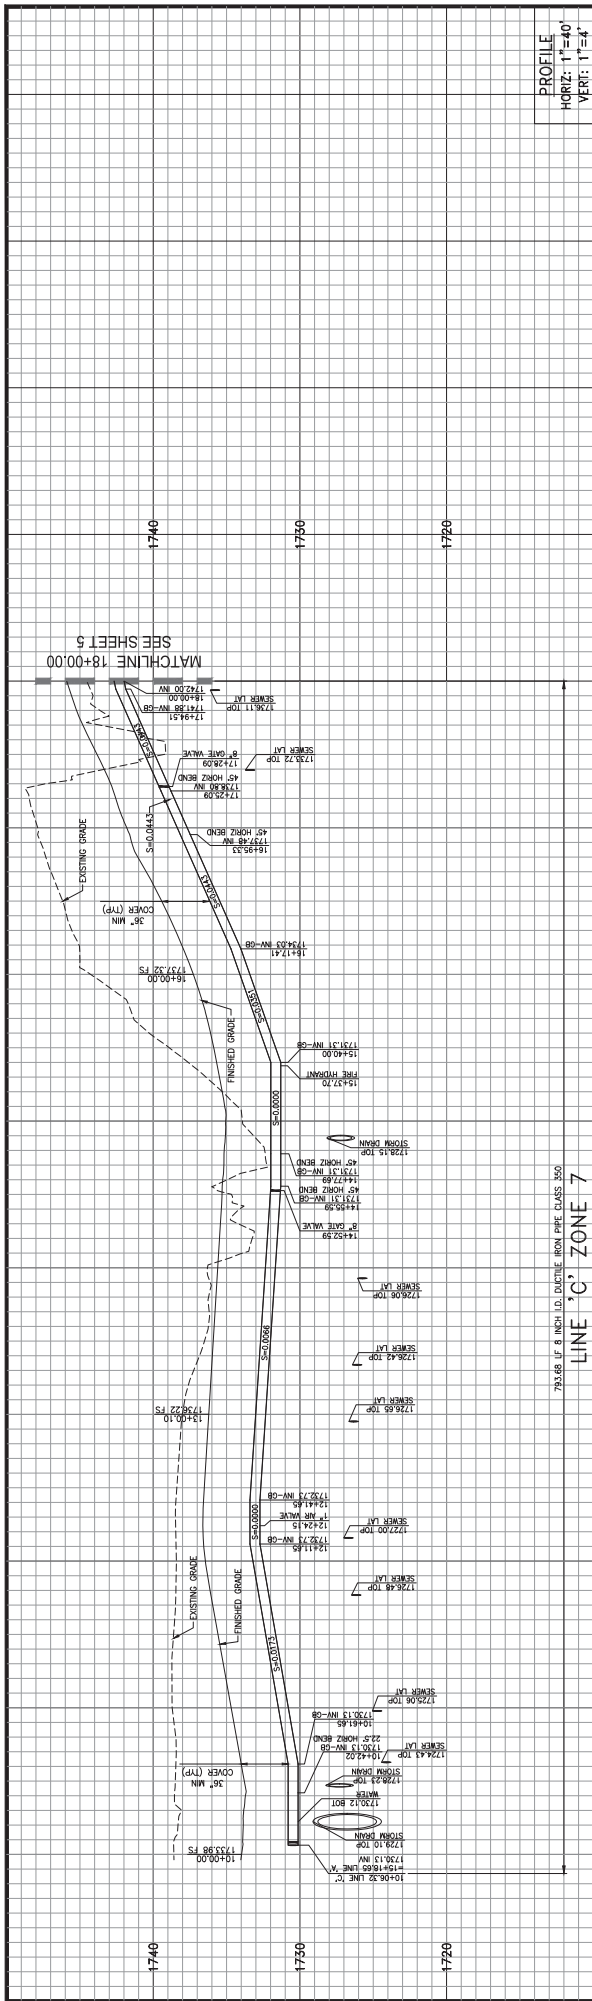 PROFILE
HORIZ: 1"=40'
VERT: 1"=4'
1740
1730
1720
MATCHLINE 18+00.00
SEE SHEET 5
18+00.00
1742.00 INV
17+94.51
1741.88 INV-GB
SEWER LAT
1736.11 TOP
S=0.0443
8" GATE VALVE
17+28.09
SEWER LAT
1733.72 TOP
45° HORIZ BEND
1738.80 INV
17+25.09
S=0.0443
45° HORIZ BEND
1737.48 INV
16+95.33
EXISTING GRADE
36" MIN
COVER (TYP)
S=0.0443
1734.03 INV-GB
16+17.41
16+00.00
1737.32 FS
FINISHED GRADE
S=0.0351
1731.31 INV-GB
15+40.00
FIRE HYDRANT
15+37.70
S=0.0000
STORM DRAIN
1728.15 TOP
45° HORIZ BEND
1731.31 INV-GB
14+77.69
45° HORIZ BEND
1731.31 INV-GB
14+55.59
8" GATE VALVE
14+52.59
SEWER LAT
1726.06 TOP
S=0.0066
SEWER LAT
1726.42 TOP
13+00.10
1736.22 FS
SEWER LAT
1726.65 TOP
1732.73 INV-GB
12+41.65
1" AIR VALVE
12+24.15
S=0.0000
1732.73 INV-GB
12+11.65
SEWER LAT
1727.00 TOP
SEWER LAT
1726.48 TOP
EXISTING GRADE
FINISHED GRADE
S=0.0173
SEWER LAT
1725.06 TOP
1730.13 INV-GB
10+61.65
22.5° HORIZ BEND
1730.13 INV-GB
10+42.02
SEWER LAT
1724.43 TOP
36" MIN
COVER (TYP)
STORM DRAIN
1728.23 TOP
WATER
1730.12 BOT
STORM DRAIN
1729.10 TOP
10+00.00
1733.98 FS
10+06.32 LINE 'C'
=15+18.65 LINE 'A'
1730.13 INV
793.68 LF 8 INCH I.D. DUCTILE IRON PIPE CLASS 350
LINE 'C' ZONE 7
1740
1730
1720